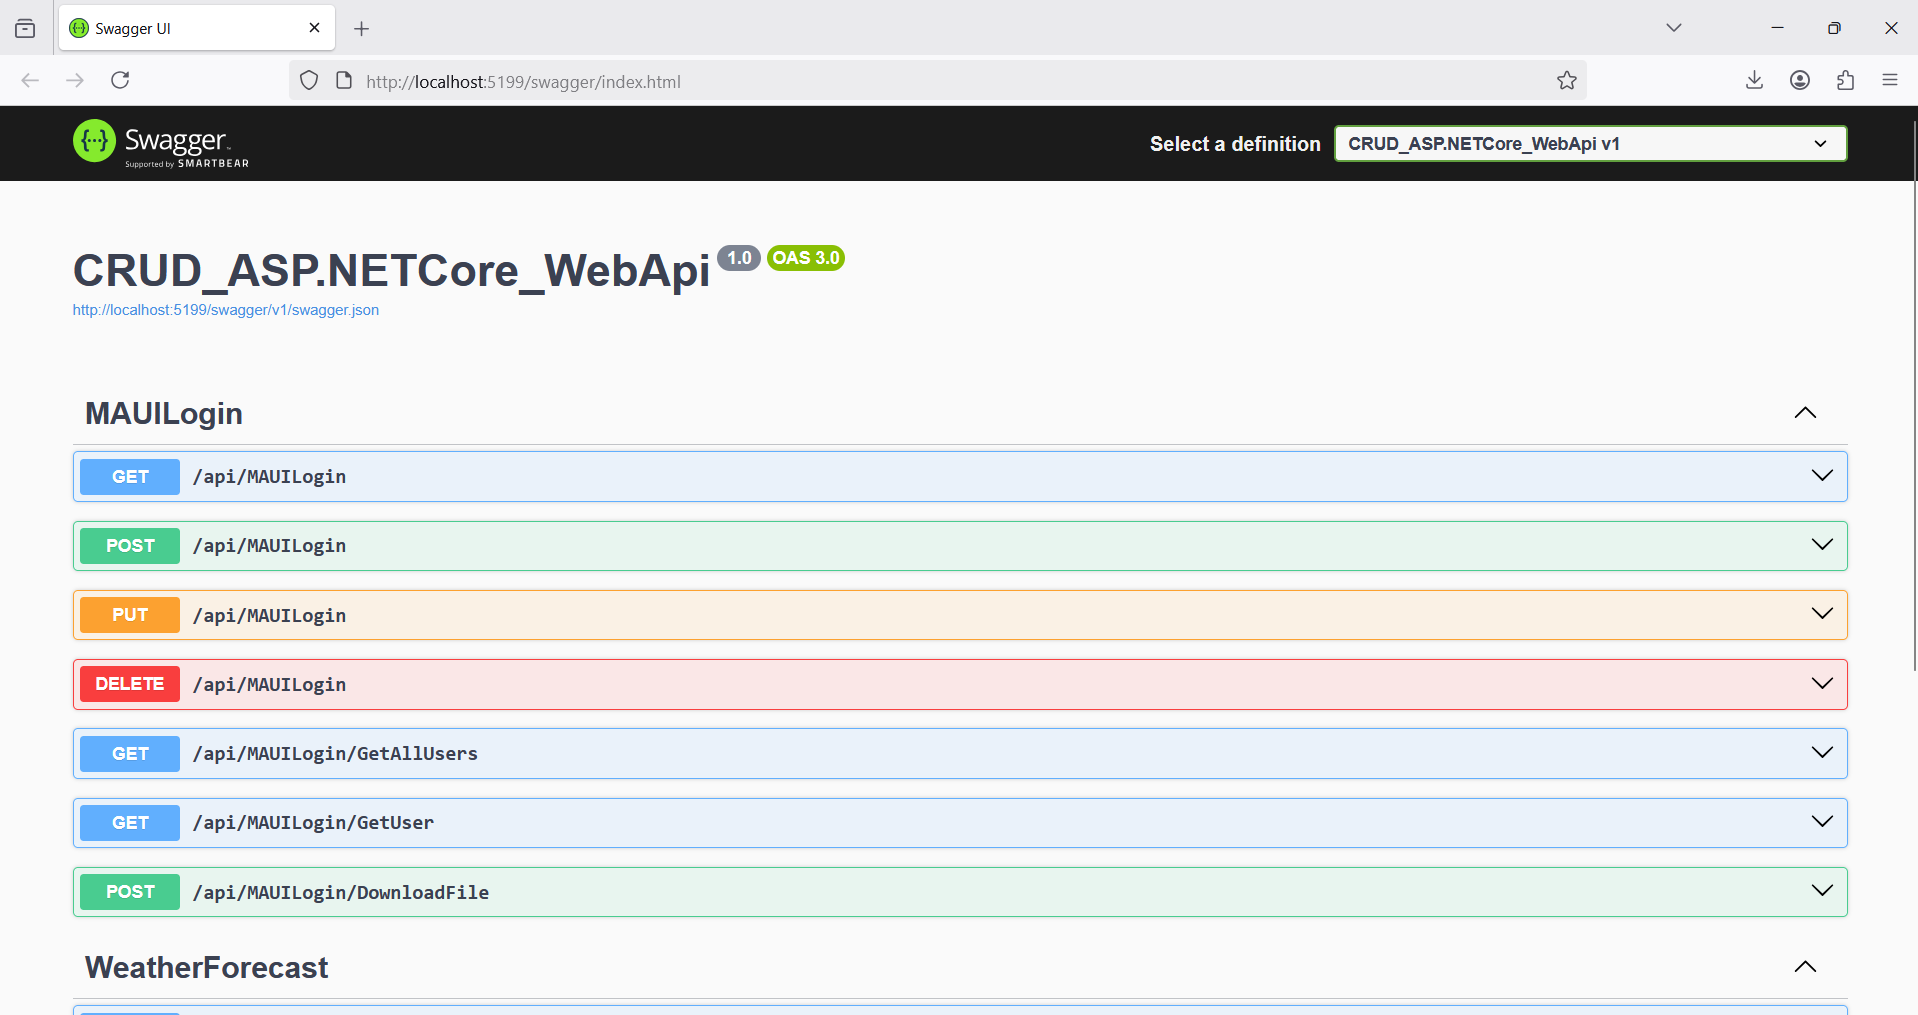 Swagger UI
http://localhost:5199/swagger/index.html
Swagger™
Supported by SMARTBEAR
Select a definition
CRUD_ASP.NETCore_WebApi v1
CRUD_ASP.NETCore_WebApi 1.0 OAS 3.0
http://localhost:5199/swagger/v1/swagger.json
MAUILogin
GET /api/MAUILogin
POST /api/MAUILogin
PUT /api/MAUILogin
DELETE /api/MAUILogin
GET /api/MAUILogin/GetAllUsers
GET /api/MAUILogin/GetUser
POST /api/MAUILogin/DownloadFile
WeatherForecast